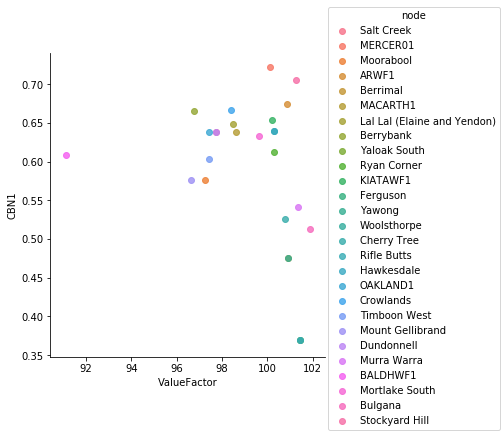 node
Salt Creek
MERCER01
Moorabool
ARWF1
Berrimal
MACARTH1
Lal Lal (Elaine and Yendon)
Berrybank
Yaloak South
Ryan Corner
KIATAWF1
Ferguson
Yawong
Woolsthorpe
Cherry Tree
Rifle Butts
Hawkesdale
OAKLAND1
Crowlands
Timboon West
Mount Gellibrand
Dundonnell
Murra Warra
BALDHWF1
Mortlake South
Bulgana
Stockyard Hill
CBN1
0.70
0.65
0.60
0.55
0.50
0.45
0.40
0.35
92 94 96 98 100 102
ValueFactor